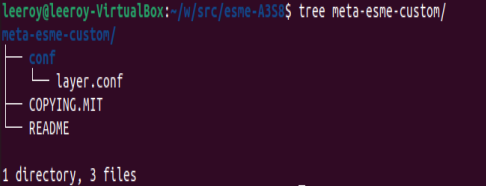 leeroy@leeroy-VirtualBox:~/w/src/esme-A3S8$ tree meta-esme-custom/
meta-esme-custom/
├── conf
│   └── layer.conf
├── COPYING.MIT
└── README
1 directory, 3 files